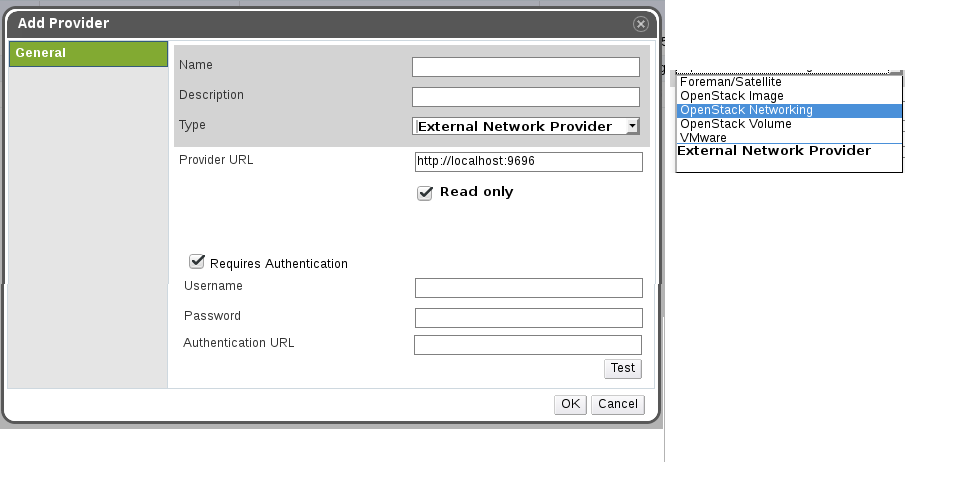 Add Provider
General
Name
Description
Type
External Network Provider
Provider URL
http://localhost:9696
Read only
Requires Authentication
Username
Password
Authentication URL
Test
OK
Cancel
Foreman/Satellite
OpenStack Image
OpenStack Networking
OpenStack Volume
VMware
External Network Provider